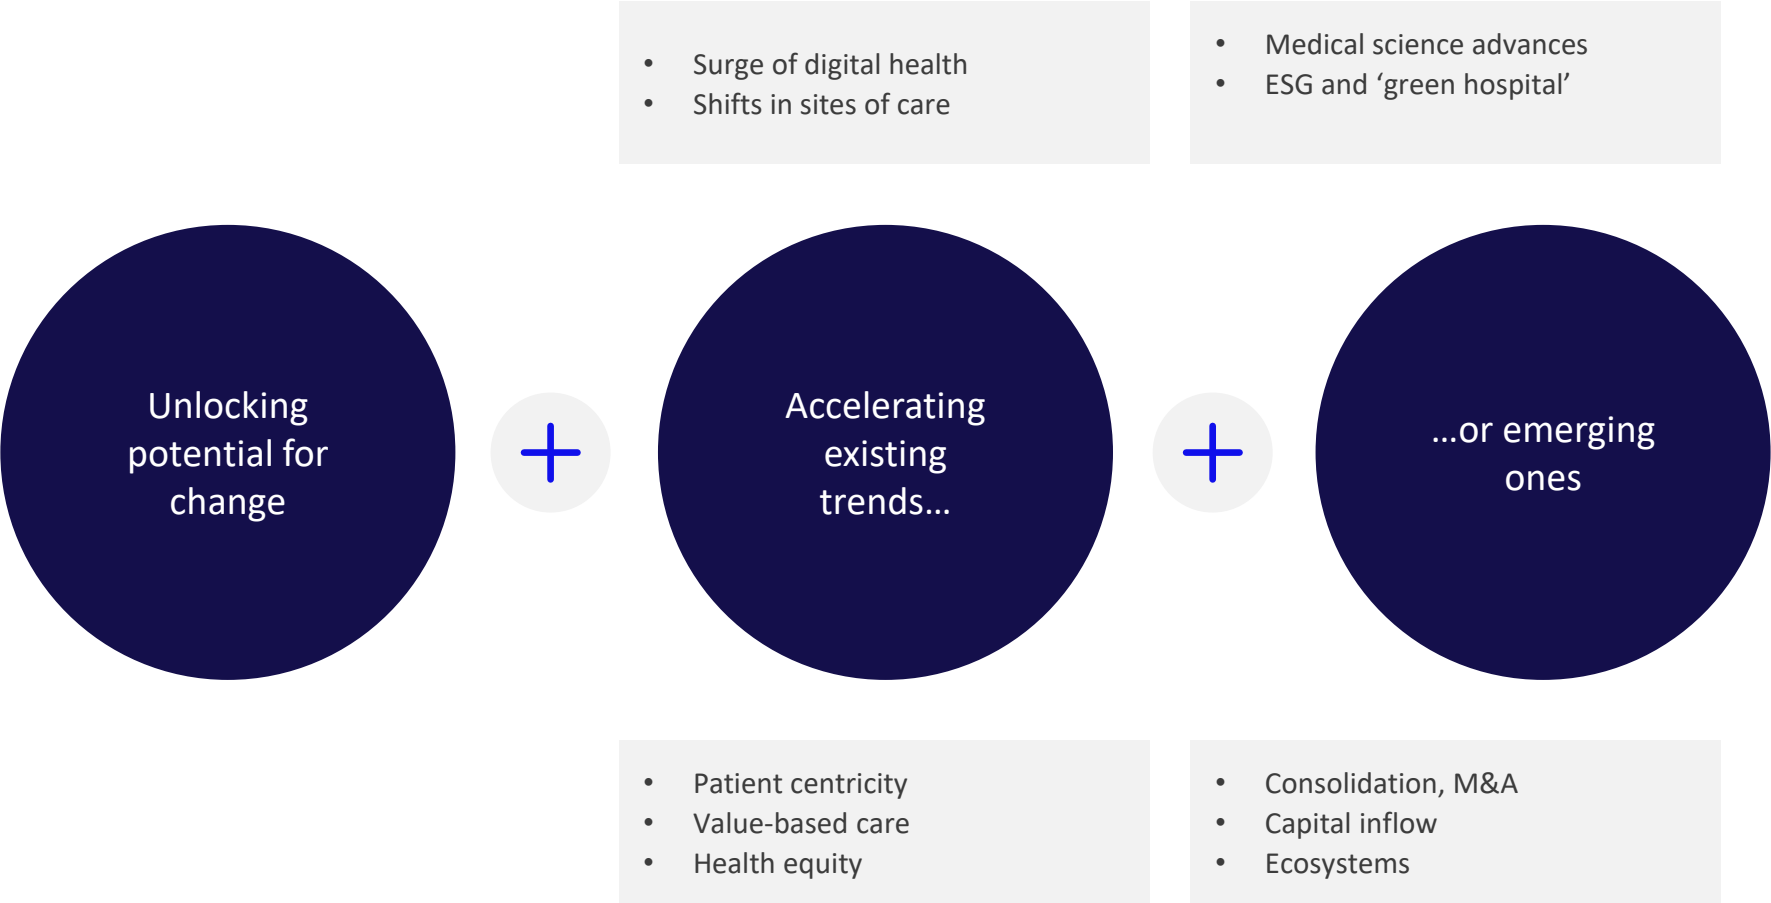 • Surge of digital health
• Shifts in sites of care
• Medical science advances
• ESG and ‘green hospital’
Unlocking
potential for
change
Accelerating
existing
trends…
…or emerging
ones
• Patient centricity
• Value-based care
• Health equity
• Consolidation, M&A
• Capital inflow
• Ecosystems